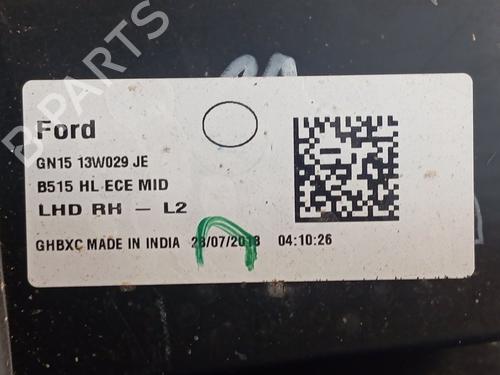 Ford
GN15 13W029 JE
B515 HL ECE MID
LHD RH – L2
GHBXC MADE IN INDIA 28/07/2018 04:10:26
B-PARTS